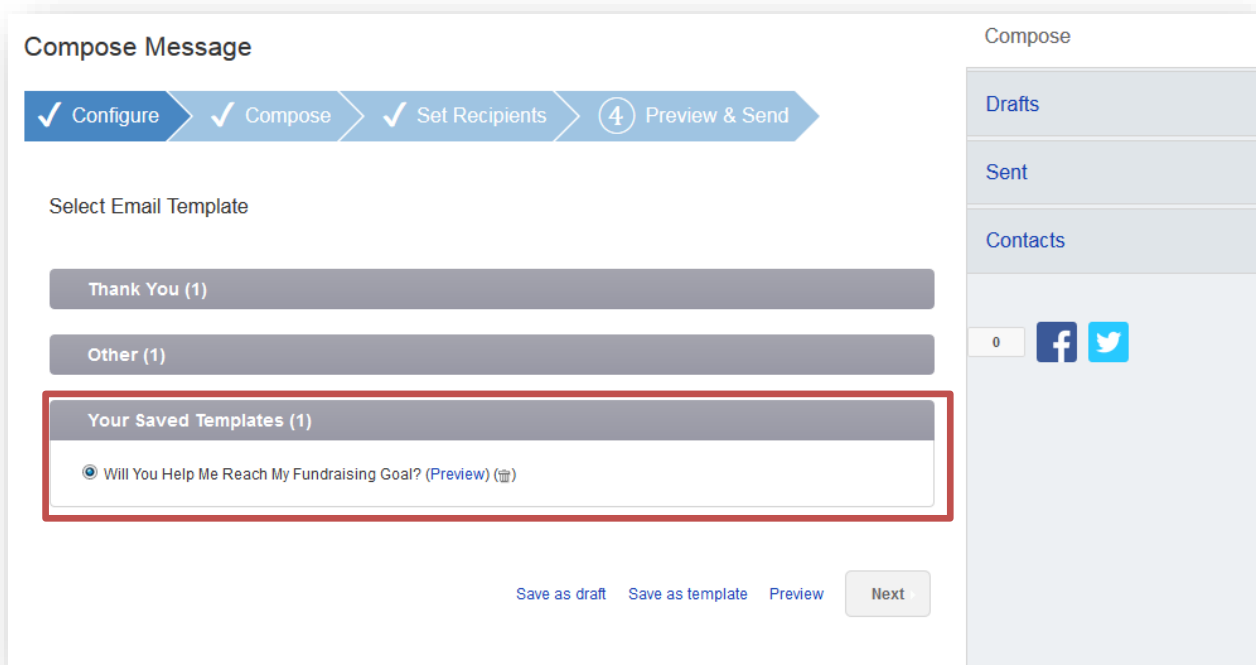 Compose Message
Configure
Compose
Set Recipients
4 Preview & Send
Select Email Template
Thank You (1)
Other (1)
Your Saved Templates (1)
Will You Help Me Reach My Fundraising Goal? (Preview) ()
Save as draft Save as template Preview Next
Compose
Drafts
Sent
Contacts
0